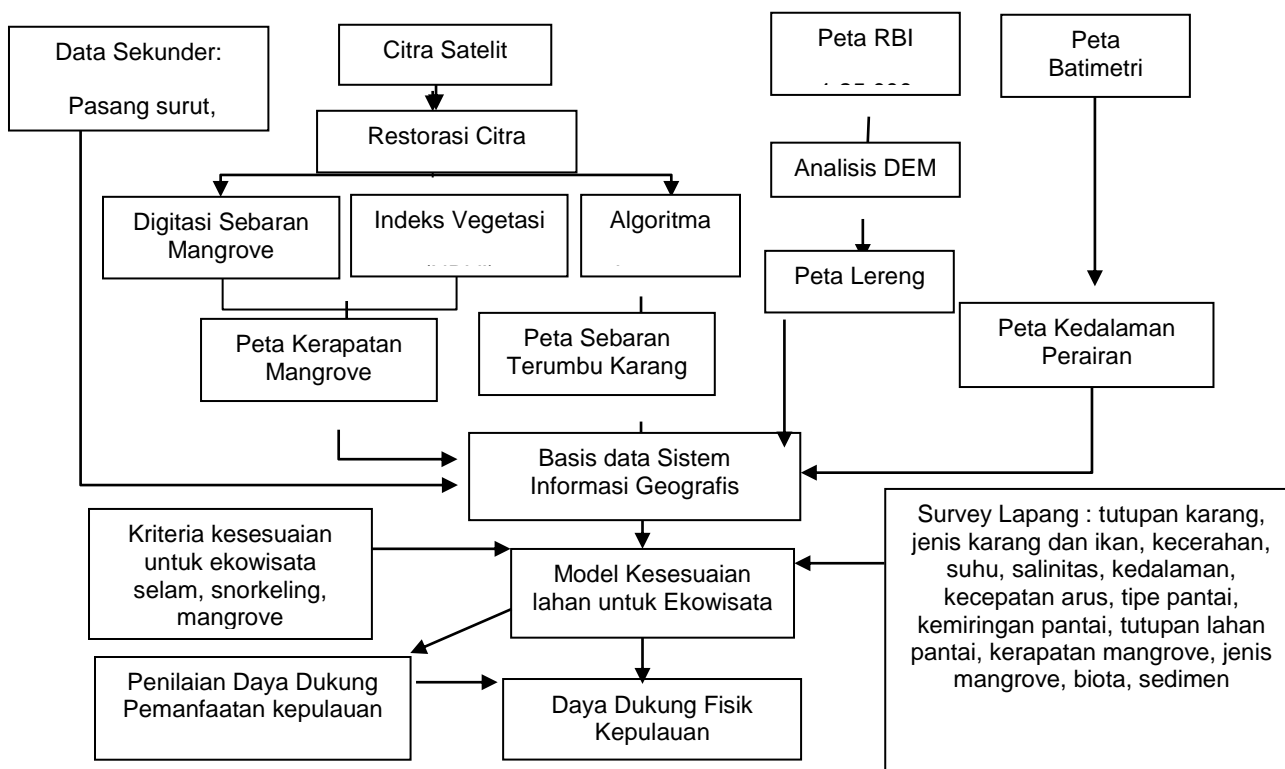 Data Sekunder:
Pasang surut,
Citra Satelit
Peta RBI
Peta
Batimetri
Restorasi Citra
Analisis DEM
Digitasi Sebaran
Mangrove
Indeks Vegetasi
Algoritma
Peta Lereng
Peta Kerapatan
Mangrove
Peta Sebaran
Terumbu Karang
Peta Kedalaman
Perairan
Basis data Sistem
Informasi Geografis
Kriteria kesesuaian
untuk ekowisata
selam, snorkeling,
mangrove
Model Kesesuaian
lahan untuk Ekowisata
Survey Lapang : tutupan karang,
jenis karang dan ikan, kecerahan,
suhu, salinitas, kedalaman,
kecepatan arus, tipe pantai,
kemiringan pantai, tutupan lahan
pantai, kerapatan mangrove, jenis
mangrove, biota, sedimen
Penilaian Daya Dukung
Pemanfaatan kepulauan
Daya Dukung Fisik
Kepulauan